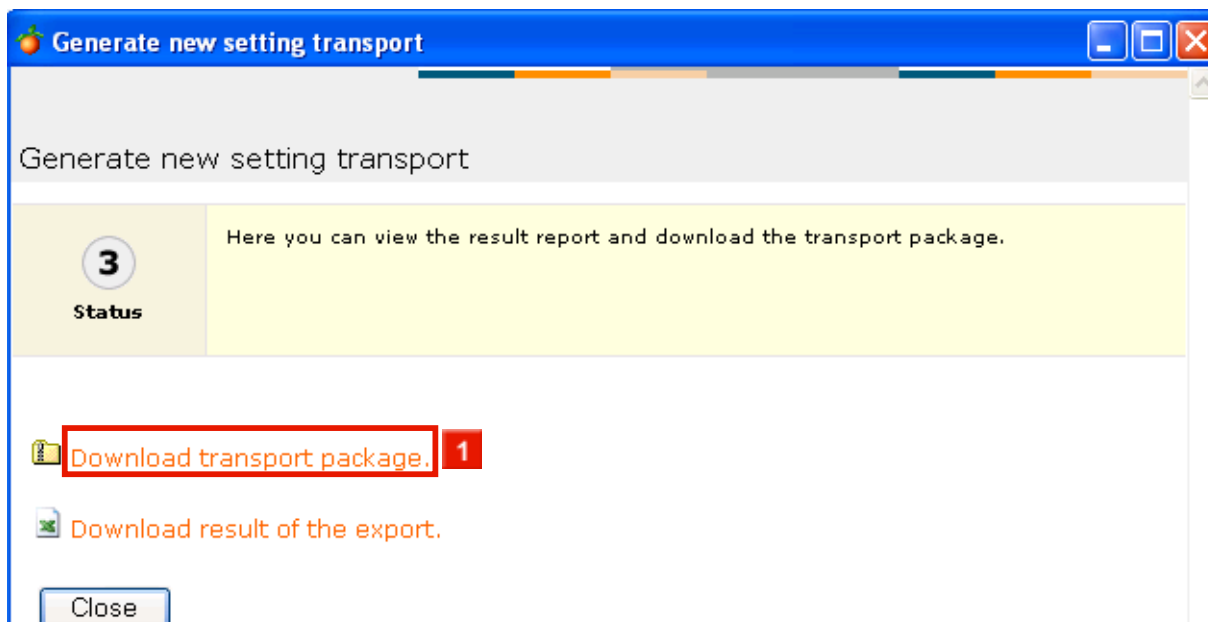 Generate new setting transport
Generate new setting transport
3
Status
Here you can view the result report and download the transport package.
Download transport package.
1
Download result of the export.
Close